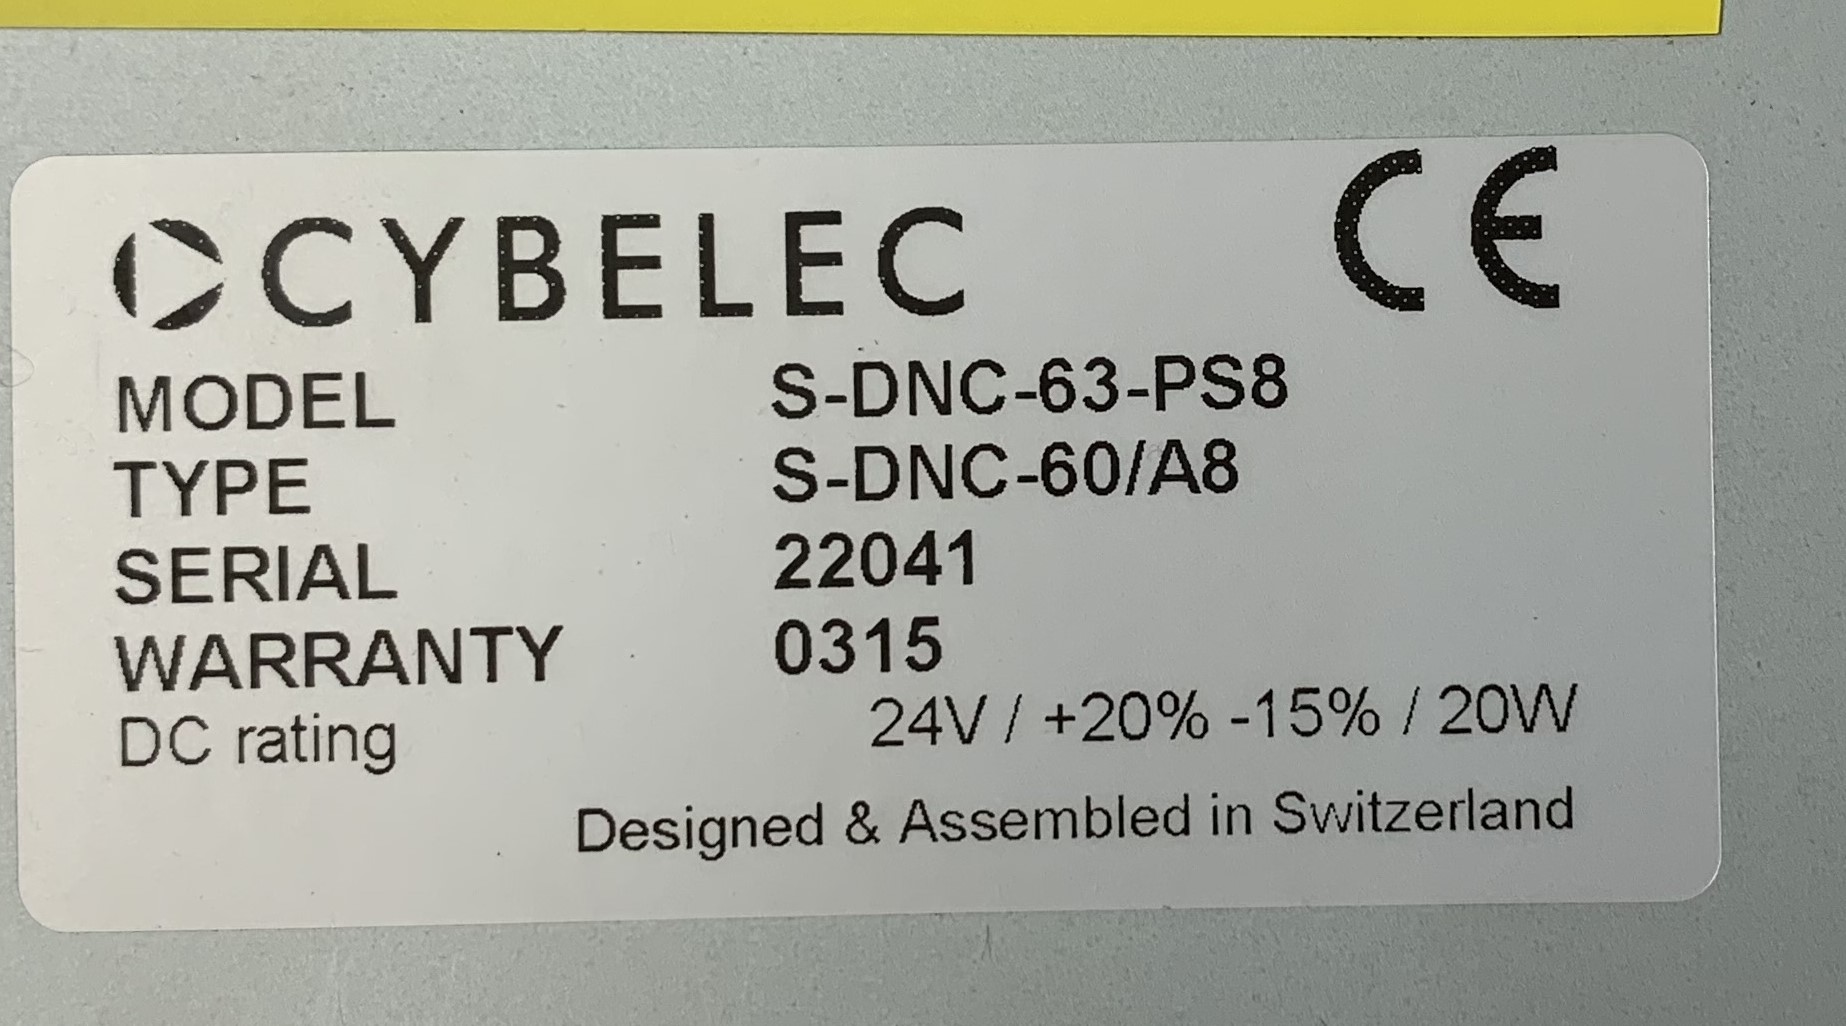 CYBELEC CE
MODEL S-DNC-63-PS8
TYPE S-DNC-60/A8
SERIAL 22041
WARRANTY 0315
DC rating 24V / +20% -15% / 20W
Designed & Assembled in Switzerland